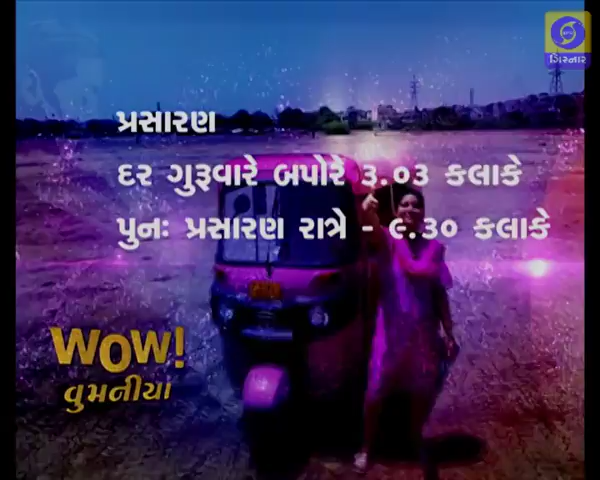 ગિરનાર
પ્રસારણ
દર ગુરૂવારે બપોરે ૩.૦૩ કલાકે
પુનઃ પ્રસારણ રાત્રે - ૯.૩૦ કલાકે
WOW!
વુમનીયા